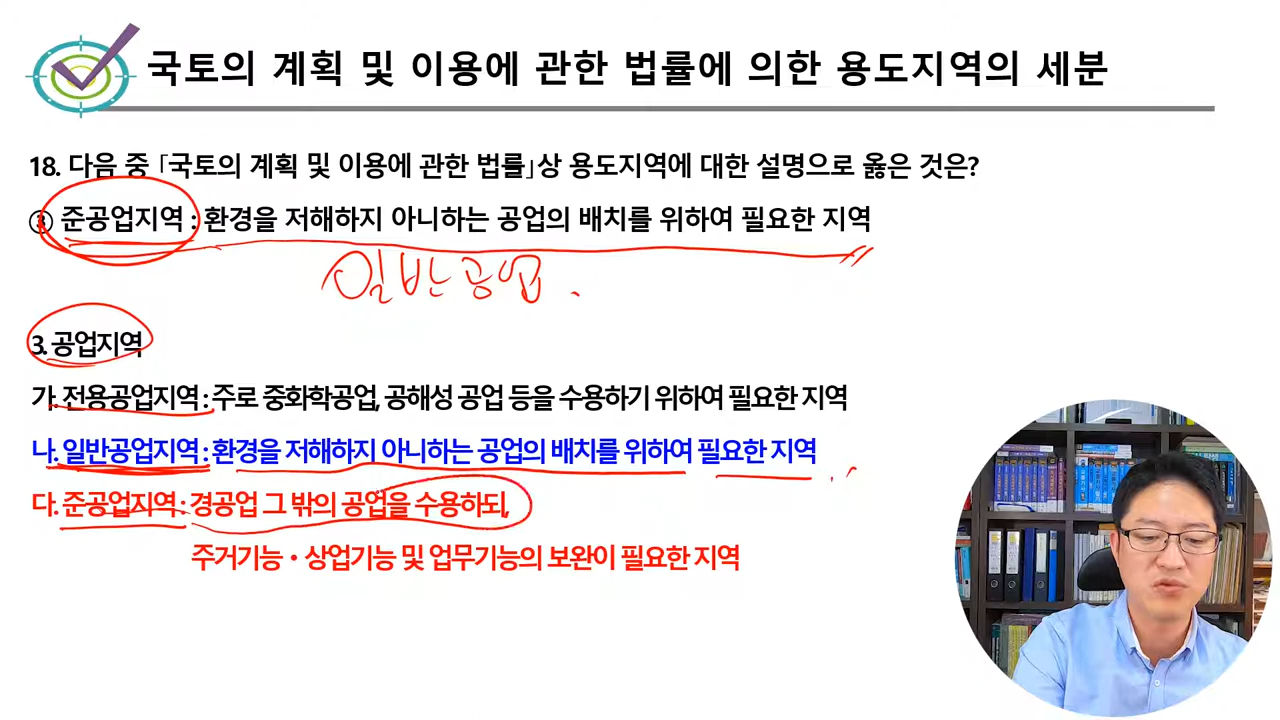 국토의 계획 및 이용에 관한 법률에 의한 용도지역의 세분
18. 다음 중 「국토의 계획 및 이용에 관한 법률」상 용도지역에 대한 설명으로 옳은 것은?
③ 준공업지역 : 환경을 저해하지 아니하는 공업의 배치를 위하여 필요한 지역
일반공업.
3. 공업지역
가. 전용공업지역 : 주로 중화학공업, 공해성 공업 등을 수용하기 위하여 필요한 지역
나. 일반공업지역 : 환경을 저해하지 아니하는 공업의 배치를 위하여 필요한 지역
다. 준공업지역 : 경공업 그 밖의 공업을 수용하되,
주거기능·상업기능 및 업무기능의 보완이 필요한 지역